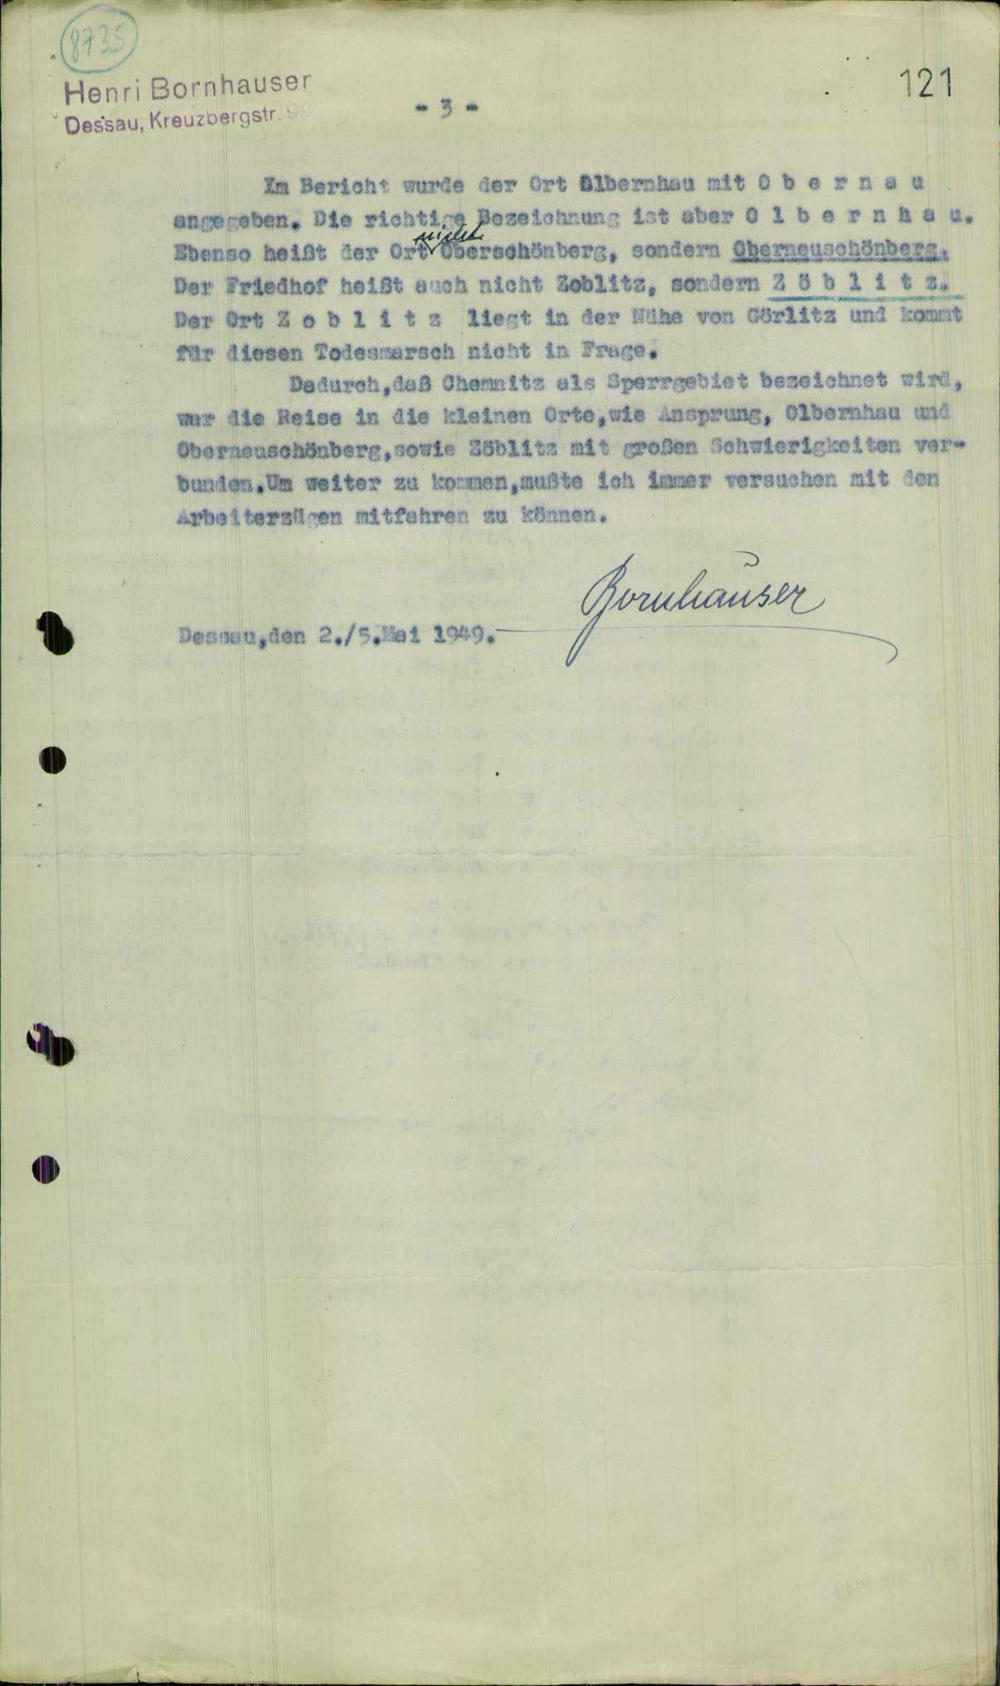 8735
Henri Bornhauser
Dessau, Kreuzbergstr.
121
- 3 -
Im Bericht wurde der Ort Olbernhau mit O b e r n a u
angegeben. Die richtige Bezeichnung ist aber O l b e r n h a u.
nicht
Ebenso heißt der Ort Oberschönberg, sondern Oberneuschönberg.
Der Friedhof heißt auch nicht Zoblitz, sondern Z ö b l i t z.
Der Ort Z o b l i t z liegt in der Nähe von Görlitz und kommt
für diesen Todesmarsch nicht in Frage.
Dadurch,daß Chemnitz als Sperrgebiet bezeichnet wird,
war die Reise in die kleinen Orte,wie Ansprung, Olbernhau und
Oberneuschönberg,sowie Zöblitz mit großen Schwierigkeiten ver-
bunden.Um weiter zu kommen,mußte ich immer versuchen mit den
Arbeiterzügen mitfahren zu können.
Bornhauser
Dessau,den 2./5.Mai 1949.